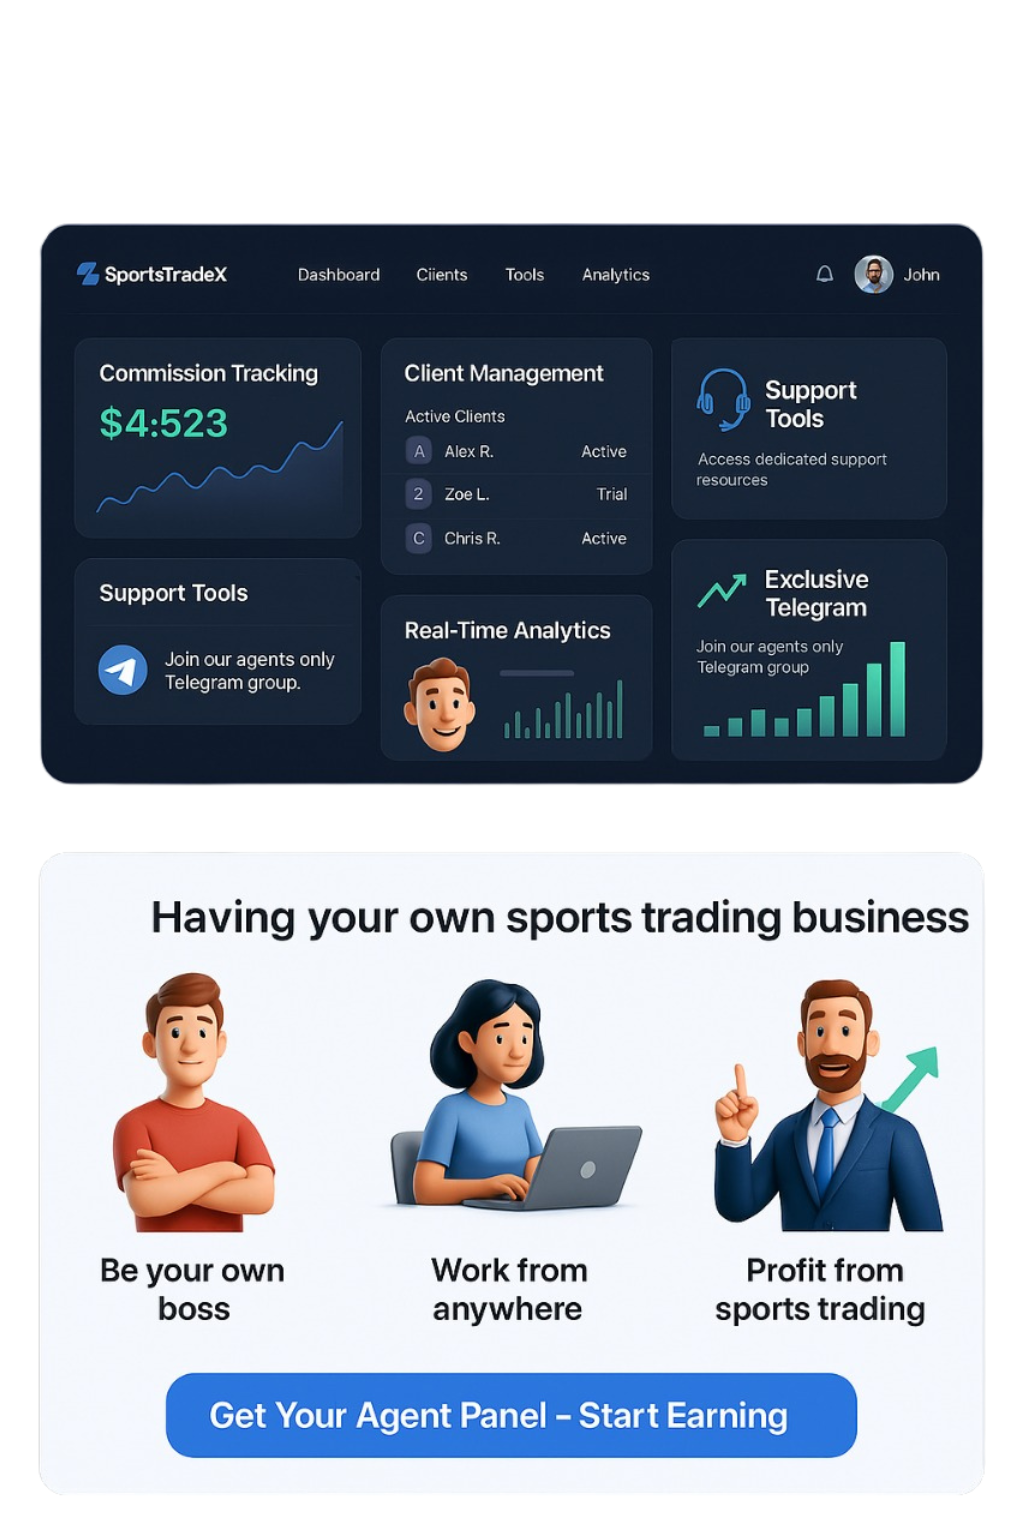 SportsTradeX
Dashboard
Ciients
Tools
Analytics
John
Commission Tracking
$4:523
Client Management
Active Clients
A Alex R. Active
2 Zoe L. Trial
C Chris R. Active
Support
Tools
Access dedicated support
resources
Support Tools
Join our agents only
Telegram group.
Real-Time Analytics
Exclusive
Telegram
Join our agents only
Telegram group
Having your own sports trading business
Be your own
boss
Work from
anywhere
Profit from
sports trading
Get Your Agent Panel – Start Earning